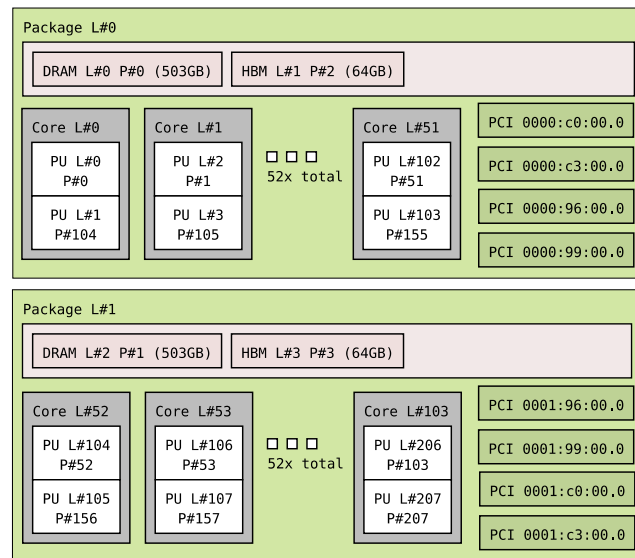 Package L#0
DRAM L#0 P#0 (503GB)
HBM L#1 P#2 (64GB)
Core L#0
PU L#0
P#0
PU L#1
P#104
Core L#1
PU L#2
P#1
PU L#3
P#105
52x total
Core L#51
PU L#102
P#51
PU L#103
P#155
PCI 0000:c0:00.0
PCI 0000:c3:00.0
PCI 0000:96:00.0
PCI 0000:99:00.0
Package L#1
DRAM L#2 P#1 (503GB)
HBM L#3 P#3 (64GB)
Core L#52
PU L#104
P#52
PU L#105
P#156
Core L#53
PU L#106
P#53
PU L#107
P#157
52x total
Core L#103
PU L#206
P#103
PU L#207
P#207
PCI 0001:96:00.0
PCI 0001:99:00.0
PCI 0001:c0:00.0
PCI 0001:c3:00.0